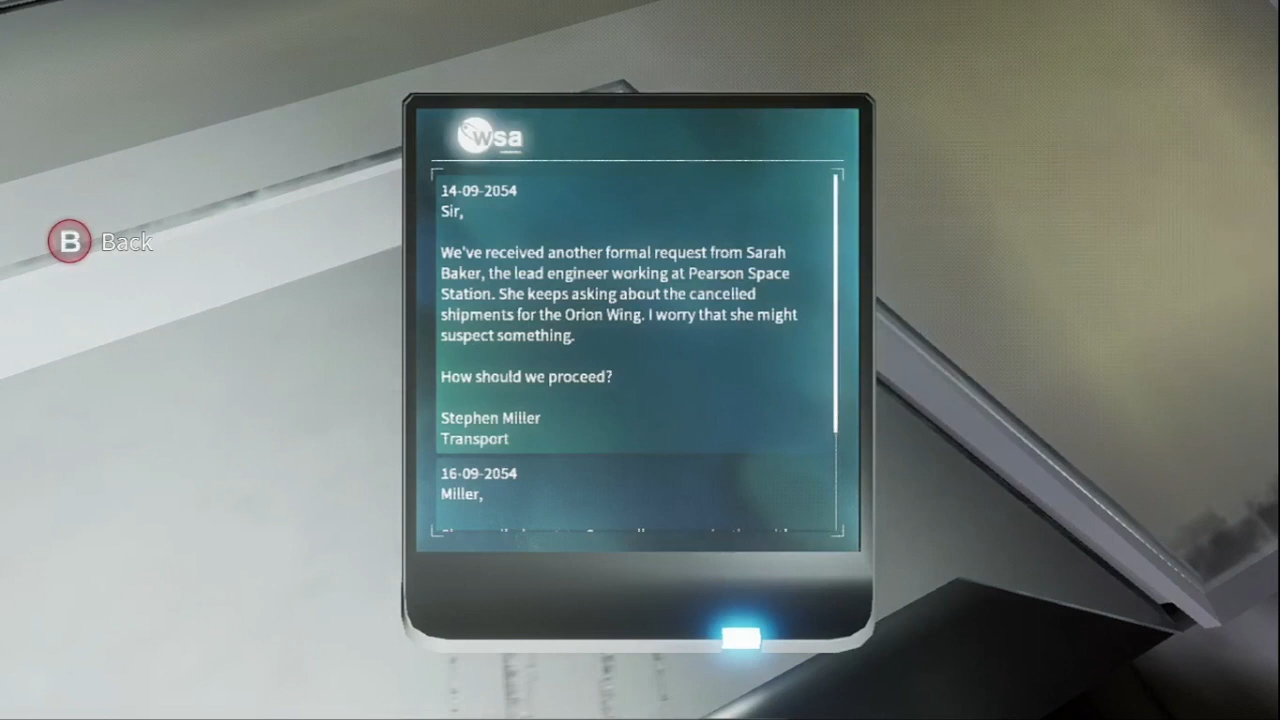 wsa
14-09-2054
Sir,
We've received another formal request from Sarah
Baker, the lead engineer working at Pearson Space
Station. She keeps asking about the cancelled
shipments for the Orion Wing. I worry that she might
suspect something.
How should we proceed?
Stephen Miller
Transport
16-09-2054
Miller,
B Back